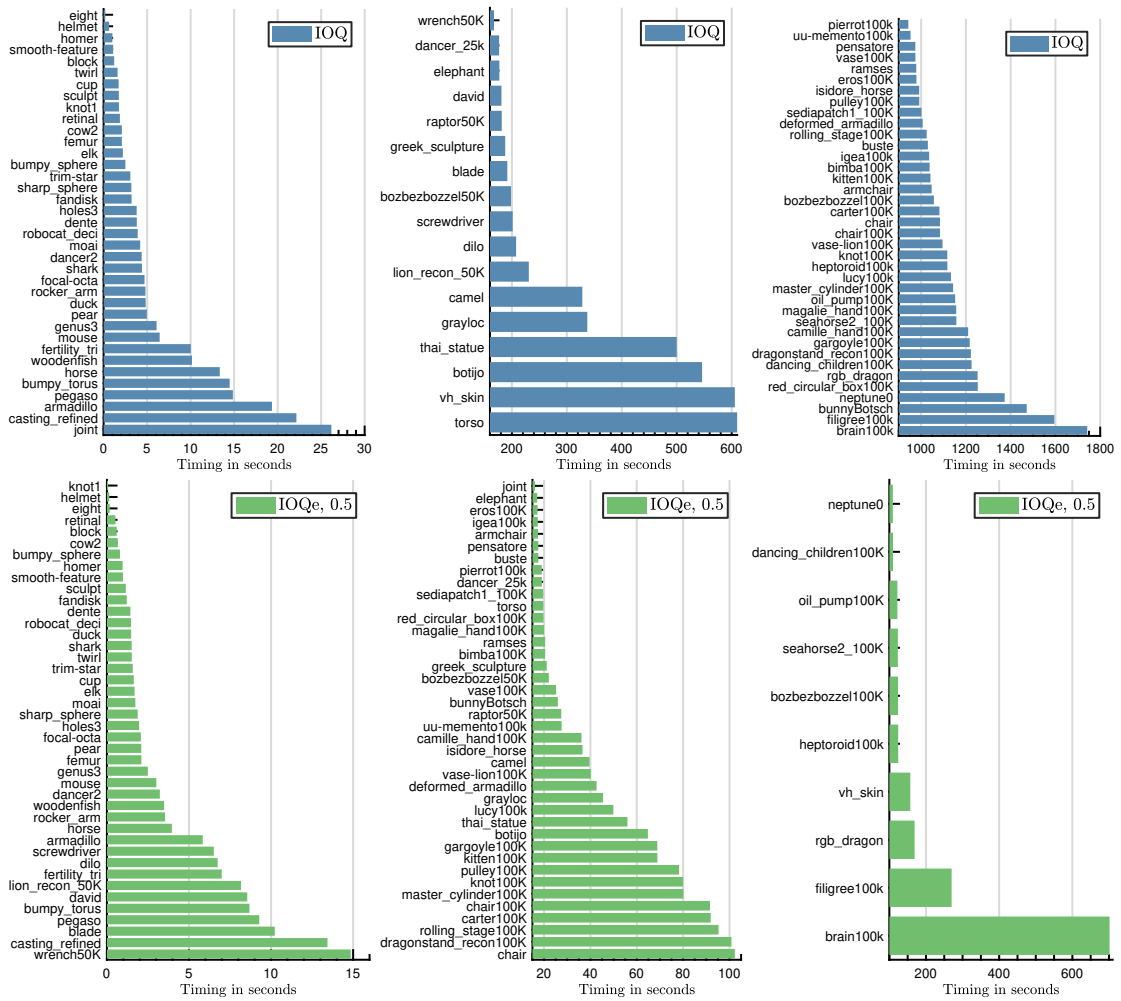 eight
helmet
homer
smooth-feature
block
twirl
cup
sculpt
knot1
retinal
cow2
femur
elk
bumpy_sphere
trim-star
sharp_sphere
fandisk
holes3
dente
robocat_deci
moai
dancer2
shark
focal-octa
rocker_arm
duck
pear
genus3
mouse
fertility_tri
woodenfish
horse
bumpy_torus
pegaso
armadillo
casting_refined
joint
IOQ
0 5 10 15 20 25 30
Timing in seconds
wrench50K
dancer_25k
elephant
david
raptor50K
greek_sculpture
blade
bozbezbozzel50K
screwdriver
dilo
lion_recon_50K
camel
grayloc
thai_statue
botijo
vh_skin
torso
IOQ
200 300 400 500 600
Timing in seconds
pierrot100k
uu-memento100k
pensatore
vase100K
ramses
eros100K
isidore_horse
pulley100K
sediapatch1_100K
deformed_armadillo
rolling_stage100K
buste
igea100k
bimba100K
kitten100K
armchair
bozbezbozzel100K
carter100K
chair
chair100K
vase-lion100K
knot100K
heptoroid100k
lucy100k
master_cylinder100K
oil_pump100K
magalie_hand100K
seahorse2_100K
camille_hand100K
gargoyle100K
dragonstand_recon100K
dancing_children100K
rgb_dragon
red_circular_box100K
neptune0
bunnyBotsch
filigree100k
brain100k
IOQ
1000 1200 1400 1600 1800
Timing in seconds
knot1
helmet
eight
retinal
block
cow2
bumpy_sphere
homer
smooth-feature
sculpt
fandisk
dente
robocat_deci
duck
shark
twirl
trim-star
cup
elk
moai
sharp_sphere
holes3
focal-octa
pear
femur
genus3
mouse
dancer2
woodenfish
rocker_arm
horse
armadillo
screwdriver
dilo
fertility_tri
lion_recon_50K
david
bumpy_torus
pegaso
blade
casting_refined
wrench50K
IOQe, 0.5
0 5 10 15
Timing in seconds
joint
elephant
eros100K
igea100k
armchair
pensatore
buste
pierrot100k
dancer_25k
sediapatch1_100K
torso
red_circular_box100K
magalie_hand100K
ramses
bimba100K
greek_sculpture
bozbezbozzel50K
vase100K
bunnyBotsch
raptor50K
uu-memento100k
camille_hand100K
isidore_horse
camel
vase-lion100K
deformed_armadillo
grayloc
lucy100k
thai_statue
botijo
gargoyle100K
kitten100K
pulley100K
knot100K
master_cylinder100K
chair100K
carter100K
rolling_stage100K
dragonstand_recon100K
chair
IOQe, 0.5
20 40 60 80 100
Timing in seconds
neptune0
dancing_children100K
oil_pump100K
seahorse2_100K
bozbezbozzel100K
heptoroid100k
vh_skin
rgb_dragon
filigree100k
brain100k
IOQe, 0.5
200 400 600
Timing in seconds